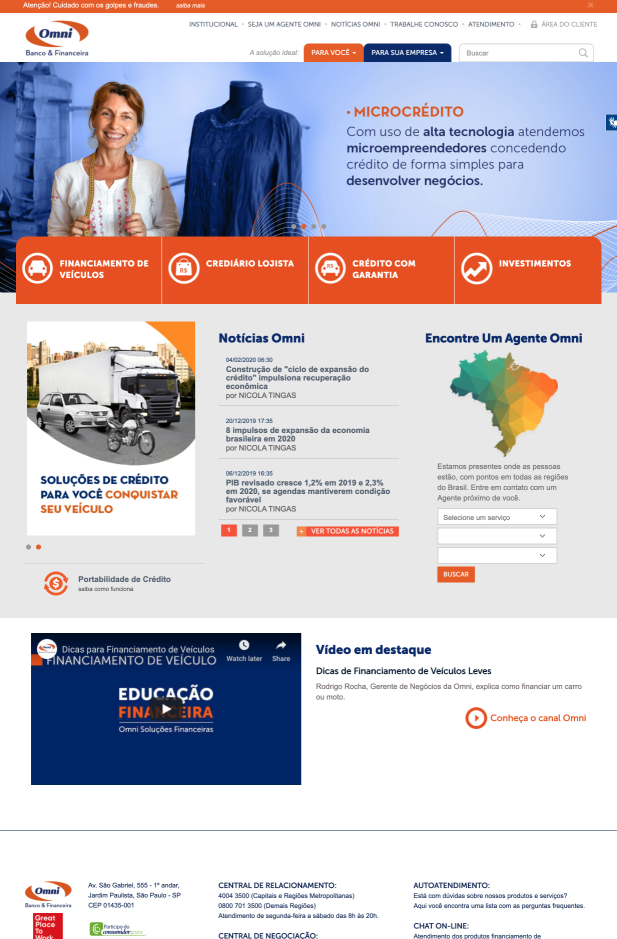 Atenção! Cuidado com os golpes e fraudes. saiba mais
INSTITUCIONAL • SEJA UM AGENTE OMNI • NOTÍCIAS OMNI • TRABALHE CONOSCO • ATENDIMENTO • ÁREA DO CLIENTE
Omni
Banco & Financeira
A solução ideal: PARA VOCÊ PARA SUA EMPRESA Buscar
• MICROCRÉDITO
Com uso de alta tecnologia atendemos
microempreendedores concedendo
crédito de forma simples para
desenvolver negócios.
FINANCIAMENTO DE
VEÍCULOS
R$
CREDIÁRIO LOJISTA
R$
CRÉDITO COM
GARANTIA
INVESTIMENTOS
SOLUÇÕES DE CRÉDITO
PARA VOCÊ CONQUISTAR
SEU VEÍCULO
Portabilidade de Crédito
saiba como funciona
Notícias Omni
04/02/2020 06:30
Construção de "ciclo de expansão do
crédito" impulsiona recuperação
econômica
por NICOLA TINGAS
20/12/2019 17:35
8 impulsos de expansão da economia
brasileira em 2020
por NICOLA TINGAS
06/12/2019 16:35
PIB revisado cresce 1,2% em 2019 e 2,3%
em 2020, se agendas mantiverem condição
favorável
por NICOLA TINGAS
1 2 3 + VER TODAS AS NOTÍCIAS
Encontre Um Agente Omni
Estamos presentes onde as pessoas
estão, com pontos em todas as regiões
do Brasil. Entre em contato com um
Agente próximo de você.
Selecione um serviço
BUSCAR
Dicas para Financiamento de Veículos
FINANCIAMENTO DE VEÍCULO
Watch later Share
EDUCAÇÃO
FINANCEIRA
Omni Soluções Financeiras
Vídeo em destaque
Dicas de Financiamento de Veículos Leves
Rodrigo Rocha, Gerente de Negócios da Omni, explica como financiar um carro
ou moto.
Conheça o canal Omni
Omni
Banco & Financeira
Great
Place
To
Work
Av. São Gabriel, 555 - 1º andar,
Jardim Paulista, São Paulo - SP
CEP 01435-001
Participa do
consumidor.gov.br
CENTRAL DE RELACIONAMENTO:
4004 3500 (Capitais e Regiões Metropolitanas)
0800 701 3500 (Demais Regiões)
Atendimento de segunda-feira a sábado das 8h às 20h.
CENTRAL DE NEGOCIAÇÃO:
AUTOATENDIMENTO:
Está com dúvidas sobre nossos produtos e serviços?
Aqui você encontra uma lista com as perguntas frequentes.
CHAT ON-LINE:
Atendimento dos produtos financiamento de